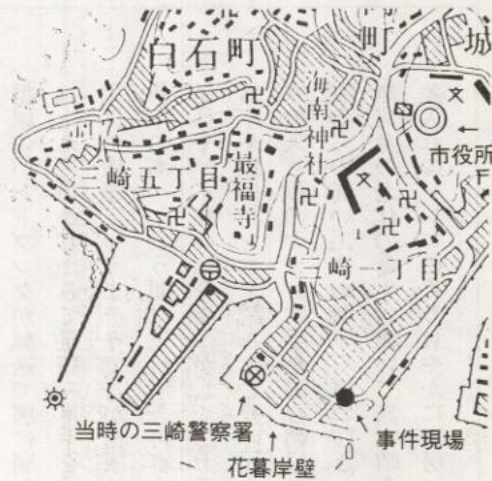 白石町
町
城
海南神社
市役所
三崎五丁目
最福寺
三崎一丁目
当時の三崎警察署
事件現場
花暮岸壁